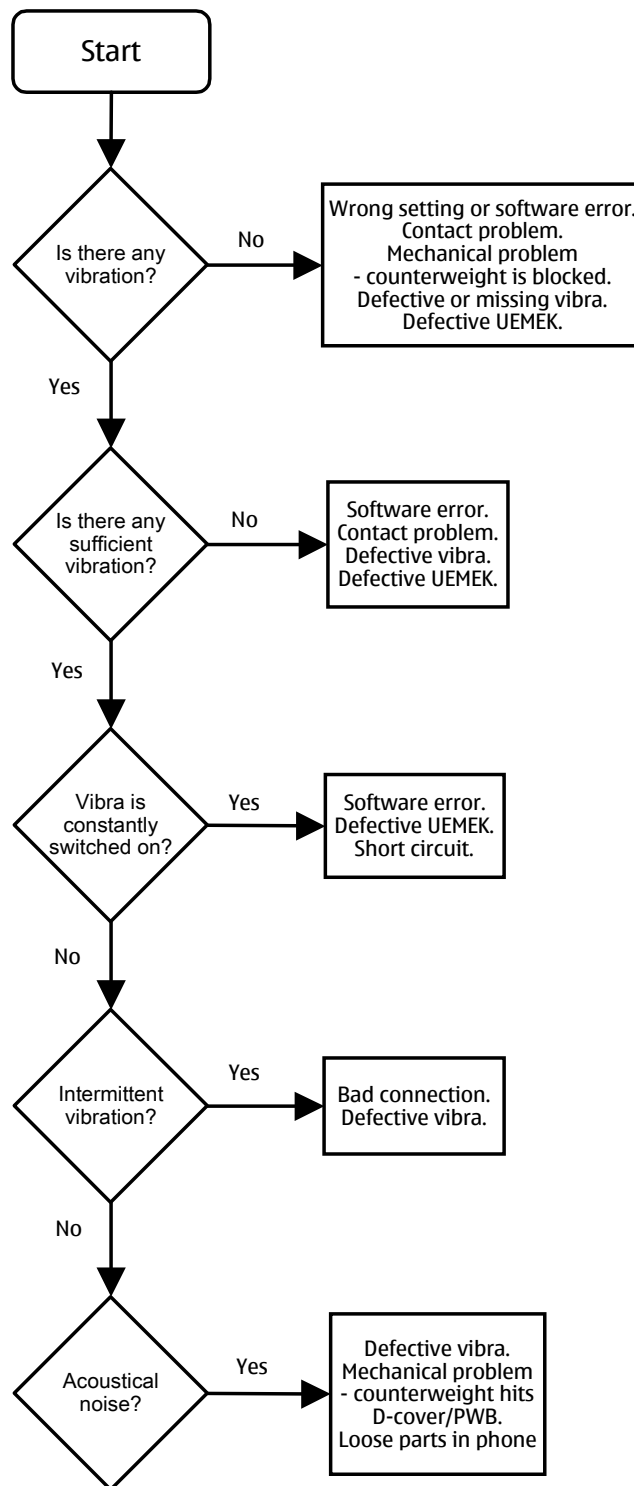 Start
Is there any
vibration?
No
Wrong setting or software error.
Contact problem.
Mechanical problem
- counterweight is blocked.
Defective or missing vibra.
Defective UEMEK.
Yes
Is there any
sufficient
vibration?
No
Software error.
Contact problem.
Defective vibra.
Defective UEMEK.
Yes
Vibra is
constantly
switched on?
Yes
Software error.
Defective UEMEK.
Short circuit.
No
Intermittent
vibration?
Yes
Bad connection.
Defective vibra.
No
Acoustical
noise?
Yes
Defective vibra.
Mechanical problem
- counterweight hits
D-cover/PWB.
Loose parts in phone